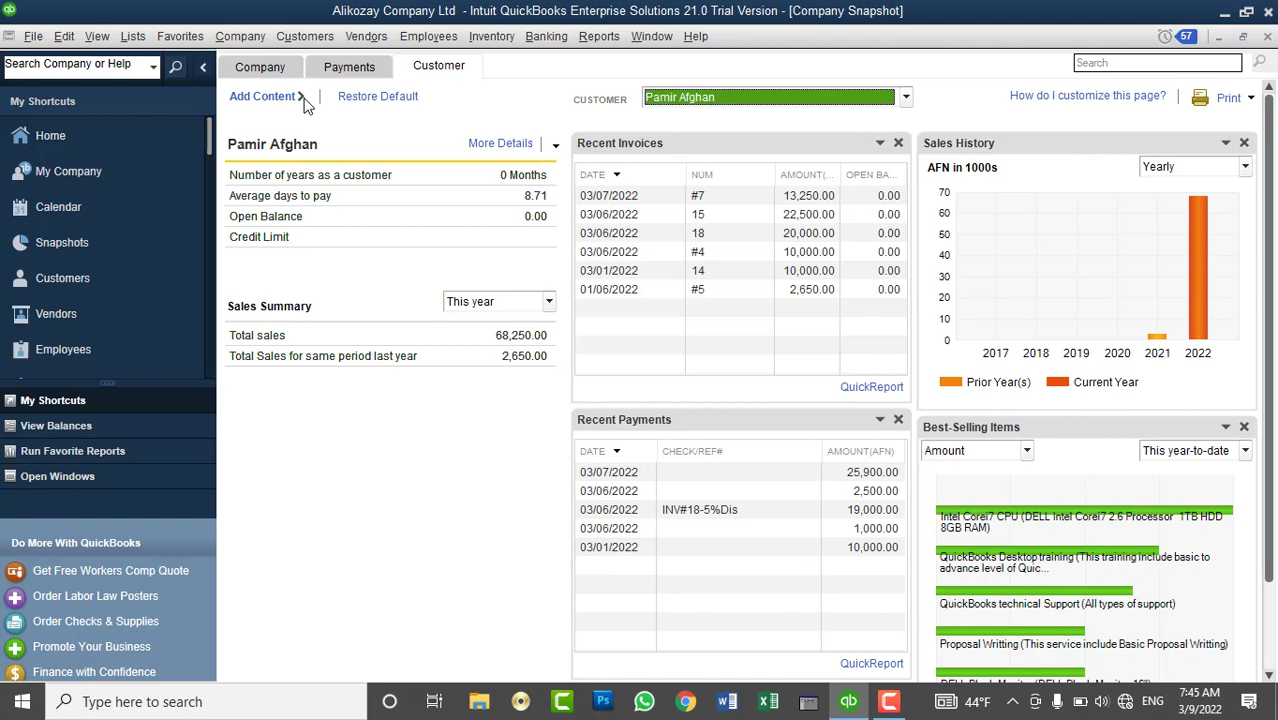 Alikozay Company Ltd - Intuit QuickBooks Enterprise Solutions 21.0 Trial Version - [Company Snapshot]
File Edit View Lists Favorites Company Customers Vendors Employees Inventory Banking Reports Window Help 57
Search Company or Help
Company Payments Customer Search
My Shortcuts
Home
My Company
Calendar
Snapshots
Customers
Vendors
Employees
My Shortcuts
View Balances
Run Favorite Reports
Open Windows
Do More With QuickBooks
Get Free Workers Comp Quote
Order Labor Law Posters
Order Checks & Supplies
Promote Your Business
Finance with Confidence
Add Content Restore Default CUSTOMER Pamir Afghan How do I customize this page? Print
Pamir Afghan More Details
Number of years as a customer 0 Months
Average days to pay 8.71
Open Balance 0.00
Credit Limit
Sales Summary This year
Total sales 68,250.00
Total Sales for same period last year 2,650.00
Recent Invoices
DATE NUM AMOUNT(... OPEN BA...
03/07/2022 #7 13,250.00 0.00
03/06/2022 15 22,500.00 0.00
03/06/2022 18 20,000.00 0.00
03/06/2022 #4 10,000.00 0.00
03/01/2022 14 10,000.00 0.00
01/06/2022 #5 2,650.00 0.00
QuickReport
Recent Payments
DATE CHECK/REF# AMOUNT(AFN)
03/07/2022 25,900.00
03/06/2022 2,500.00
03/06/2022 INV#18-5%Dis 19,000.00
03/06/2022 1,000.00
03/01/2022 10,000.00
QuickReport
Sales History
AFN in 1000s Yearly
70
60
50
40
30
20
10
0
2017 2018 2019 2020 2021 2022
Prior Year(s) Current Year
Best-Selling Items
Amount This year-to-date
Intel Corei7 CPU (DELL Intel Corei7 2.6 Processor 1TB HDD
8GB RAM)
QuickBooks Desktop training (This training include basic to
advance level of Quic...
QuickBooks technical Support (All types of support)
Proposal Writting (This service include Basic Proposal Writting)
Type here to search
44°F ENG 7:45 AM
3/9/2022